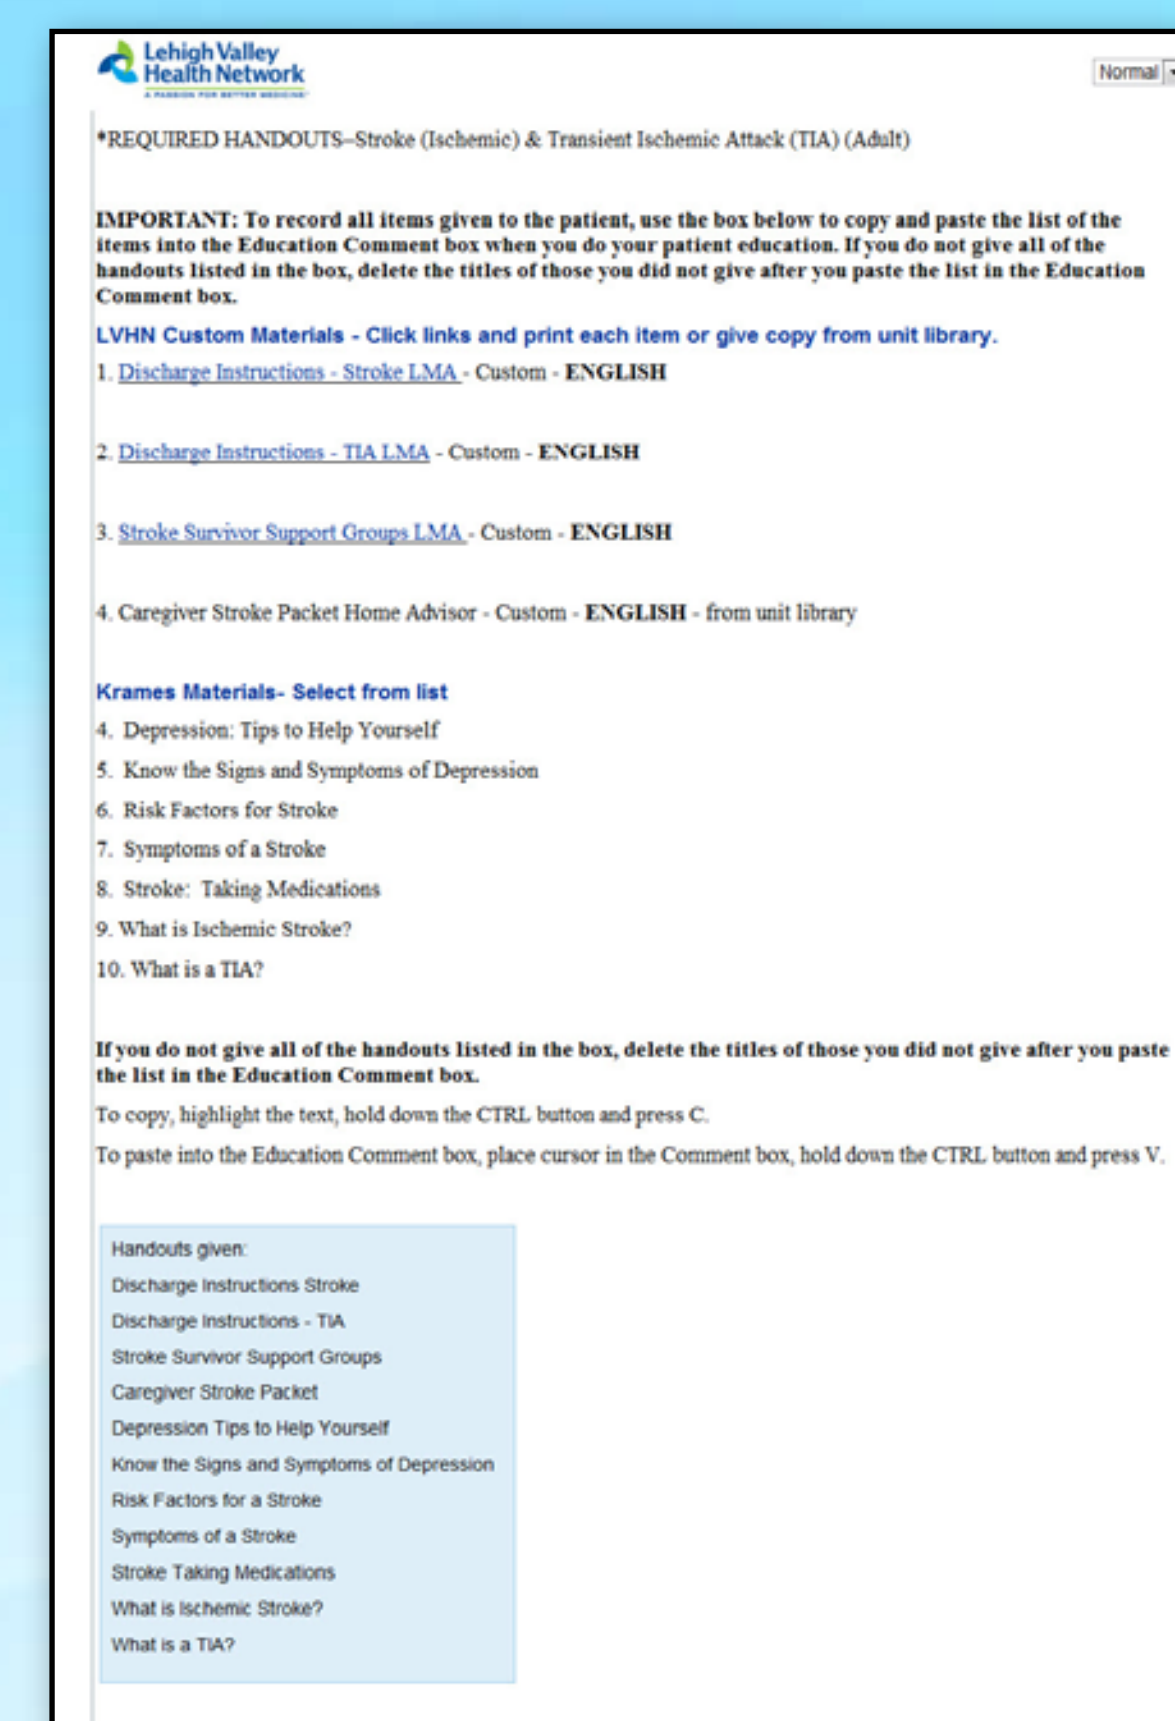 Lehigh Valley
Health Network
A PASSION FOR BETTER MEDICINE
Normal
*REQUIRED HANDOUTS–Stroke (Ischemic) & Transient Ischemic Attack (TIA) (Adult)
IMPORTANT: To record all items given to the patient, use the box below to copy and paste the list of the
items into the Education Comment box when you do your patient education. If you do not give all of the
handouts listed in the box, delete the titles of those you did not give after you paste the list in the Education
Comment box.
LVHN Custom Materials - Click links and print each item or give copy from unit library.
1. Discharge Instructions - Stroke LMA - Custom - ENGLISH
2. Discharge Instructions - TIA LMA - Custom - ENGLISH
3. Stroke Survivor Support Groups LMA - Custom - ENGLISH
4. Caregiver Stroke Packet Home Advisor - Custom - ENGLISH - from unit library
Krames Materials- Select from list
4. Depression: Tips to Help Yourself
5. Know the Signs and Symptoms of Depression
6. Risk Factors for Stroke
7. Symptoms of a Stroke
8. Stroke: Taking Medications
9. What is Ischemic Stroke?
10. What is a TIA?
If you do not give all of the handouts listed in the box, delete the titles of those you did not give after you paste
the list in the Education Comment box.
To copy, highlight the text, hold down the CTRL button and press C.
To paste into the Education Comment box, place cursor in the Comment box, hold down the CTRL button and press V.
Handouts given:
Discharge Instructions Stroke
Discharge Instructions - TIA
Stroke Survivor Support Groups
Caregiver Stroke Packet
Depression Tips to Help Yourself
Know the Signs and Symptoms of Depression
Risk Factors for a Stroke
Symptoms of a Stroke
Stroke Taking Medications
What is Ischemic Stroke?
What is a TIA?